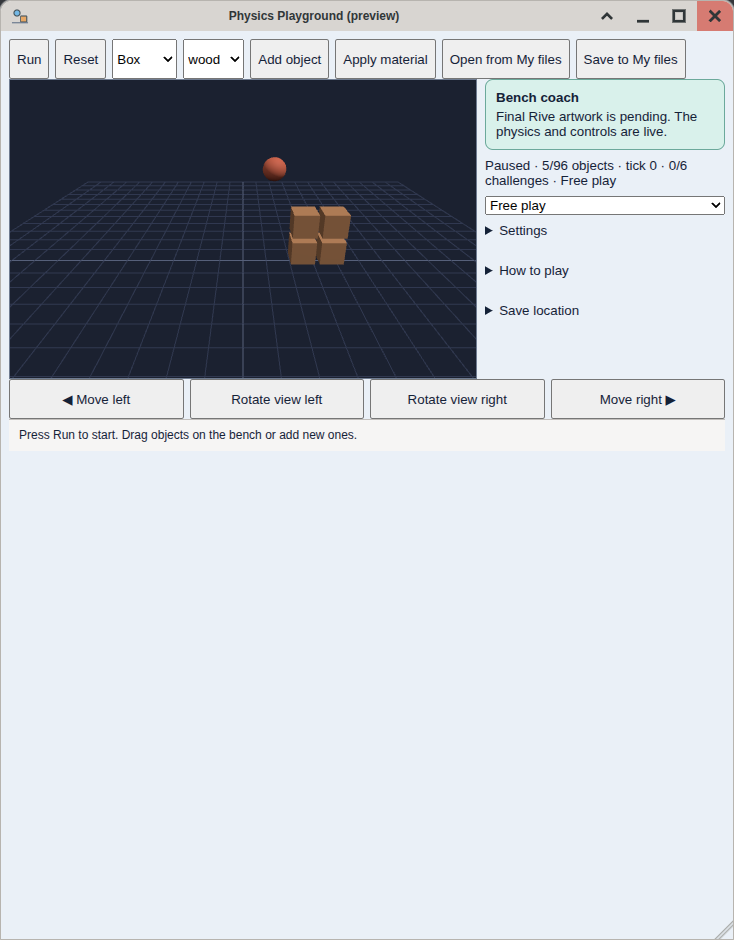 Physics Playground (preview)
Run
Reset
Box
wood
Add object
Apply material
Open from My files
Save to My files
Bench coach
Final Rive artwork is pending. The
physics and controls are live.
Paused · 5/96 objects · tick 0 · 0/6
challenges · Free play
Free play
▶ Settings
▶ How to play
▶ Save location
◀ Move left
Rotate view left
Rotate view right
Move right ▶
Press Run to start. Drag objects on the bench or add new ones.